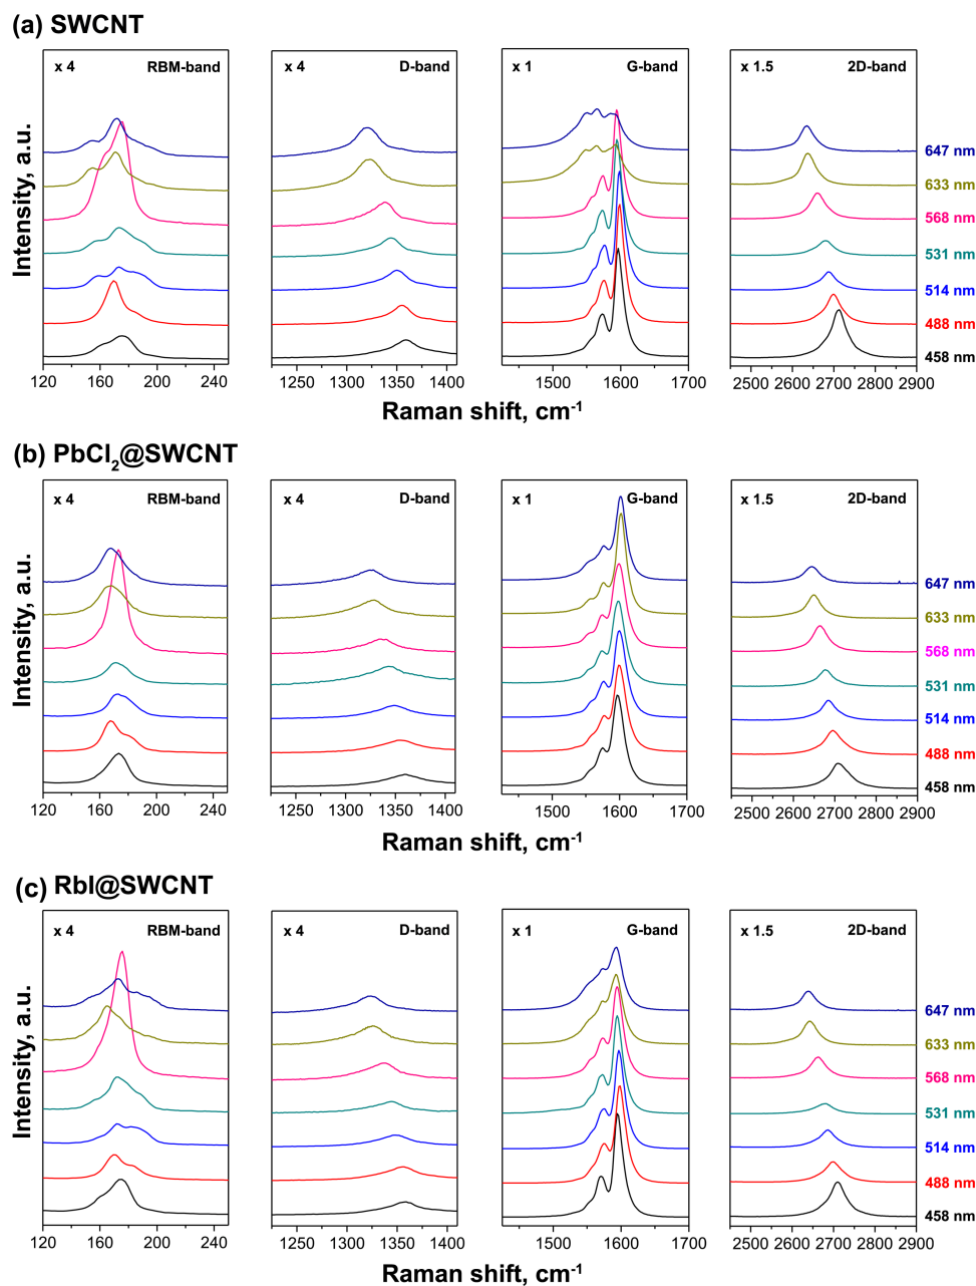 (a) SWCNT
x 4 RBM-band
x 4 D-band
x 1 G-band
x 1.5 2D-band
Intensity, a.u.
647 nm
633 nm
568 nm
531 nm
514 nm
488 nm
458 nm
120 160 200 240
1250 1300 1350 1400
1500 1600 1700
2500 2600 2700 2800 2900
Raman shift, cm-1
(b) PbCl2@SWCNT
x 4 RBM-band
x 4 D-band
x 1 G-band
x 1.5 2D-band
Intensity, a.u.
647 nm
633 nm
568 nm
531 nm
514 nm
488 nm
458 nm
120 160 200 240
1250 1300 1350 1400
1500 1600 1700
2500 2600 2700 2800 2900
Raman shift, cm-1
(c) RbI@SWCNT
x 4 RBM-band
x 4 D-band
x 1 G-band
x 1.5 2D-band
Intensity, a.u.
647 nm
633 nm
568 nm
531 nm
514 nm
488 nm
458 nm
120 160 200 240
1250 1300 1350 1400
1500 1600 1700
2500 2600 2700 2800 2900
Raman shift, cm-1